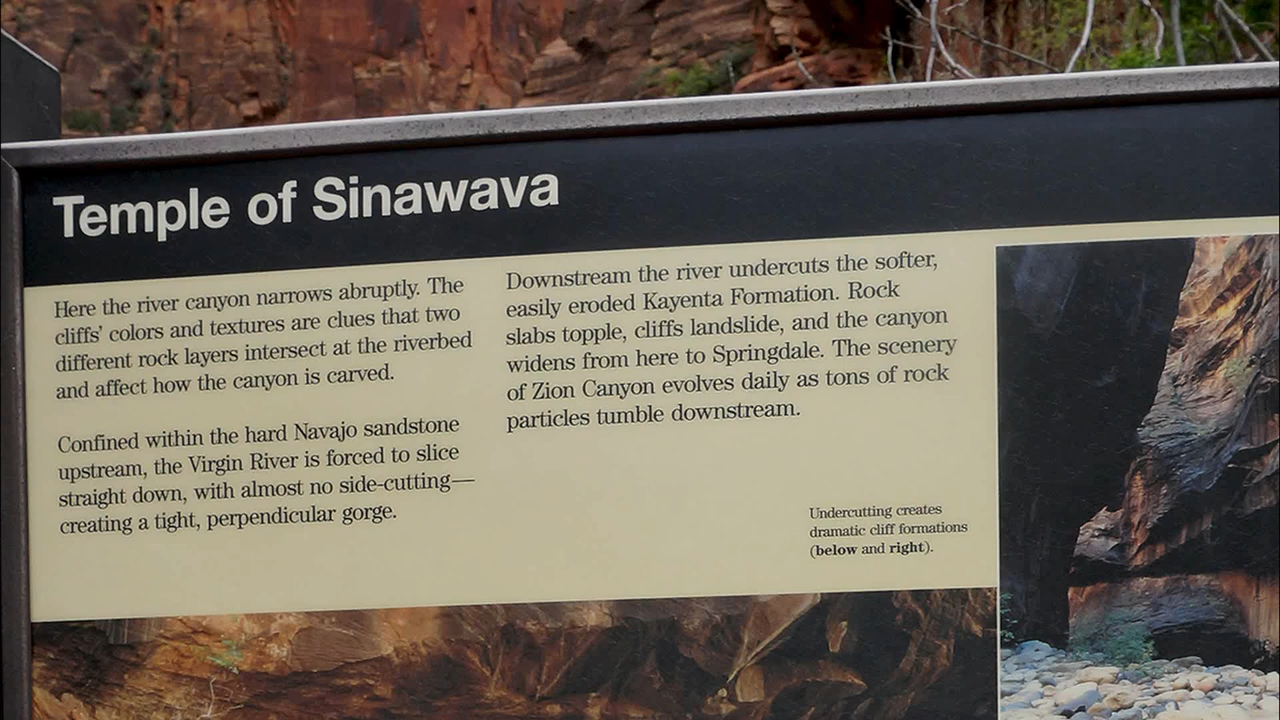 Temple of Sinawava
Here the river canyon narrows abruptly. The
cliffs' colors and textures are clues that two
different rock layers intersect at the riverbed
and affect how the canyon is carved.
Confined within the hard Navajo sandstone
upstream, the Virgin River is forced to slice
straight down, with almost no side-cutting—
creating a tight, perpendicular gorge.
Downstream the river undercuts the softer,
easily eroded Kayenta Formation. Rock
slabs topple, cliffs landslide, and the canyon
widens from here to Springdale. The scenery
of Zion Canyon evolves daily as tons of rock
particles tumble downstream.
Undercutting creates
dramatic cliff formations
(below and right).